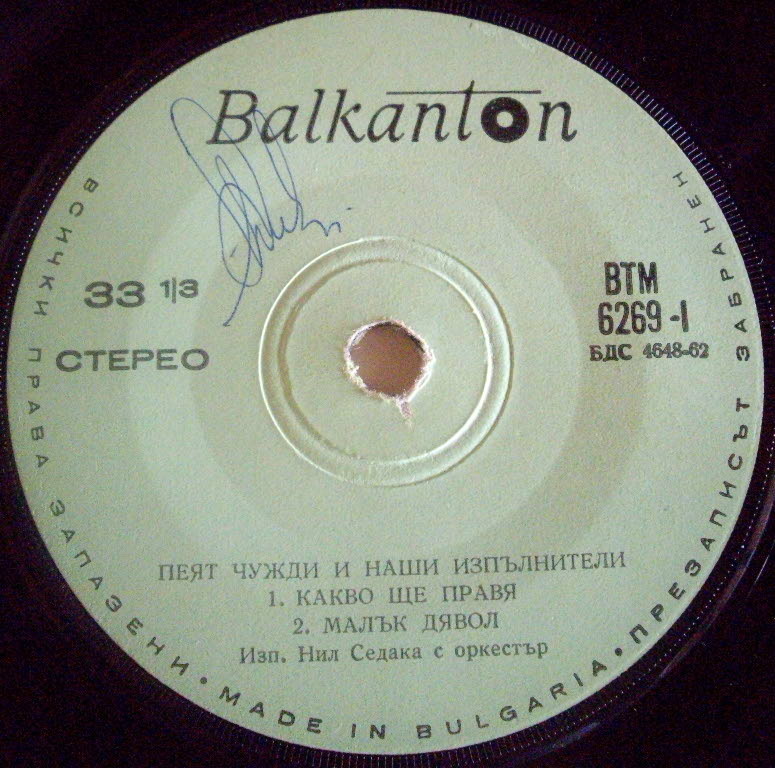 Balkanton
33 1/3
СТЕРЕО
ВТМ
6269-I
БДС 4648-62
ПЕЯТ ЧУЖДИ И НАШИ ИЗПЪЛНИТЕЛИ
1. КАКВО ЩЕ ПРАВЯ
2. МАЛЪК ДЯВОЛ
Изп. Нил Седака с оркестър
ВСИЧКИ ПРАВА ЗАПАЗЕНИ • MADE IN BULGARIA • ПРЕЗАПИСЪТ ЗАБРАНЕН